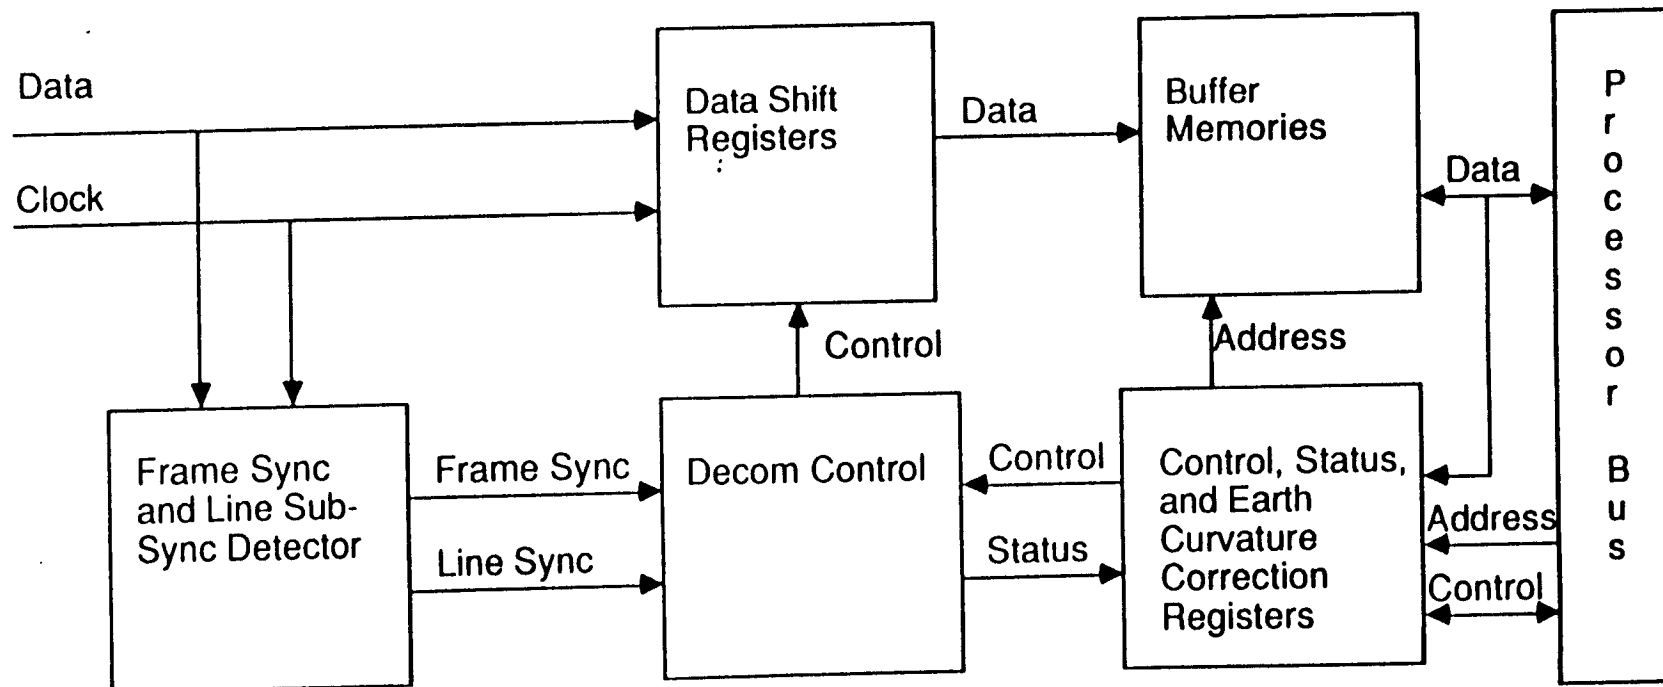 Data
Clock
Data Shift
Registers
Data
Buffer
Memories
Data
Processor Bus
Control
Address
Frame Sync
and Line Sub-
Sync Detector
Frame Sync
Line Sync
Decom Control
Control
Status
Control, Status,
and Earth
Curvature
Correction
Registers
Address
Control